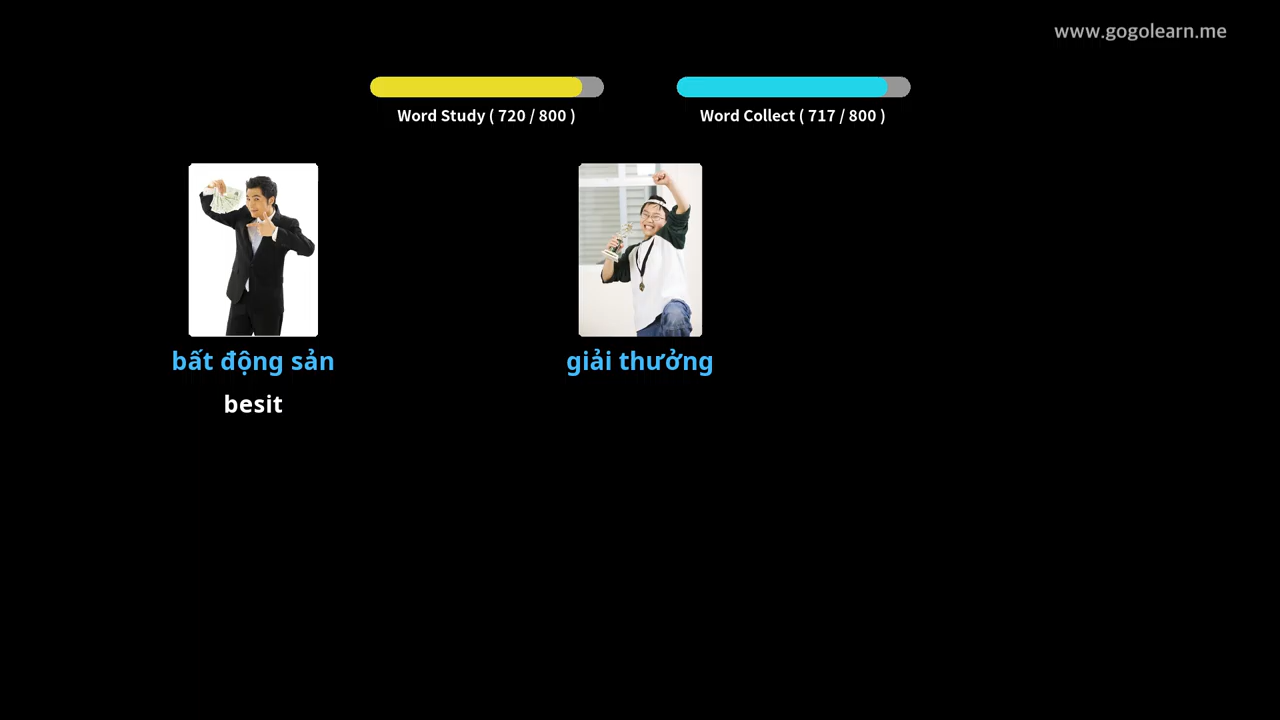 www.gogolearn.me
Word Study ( 720 / 800 )
Word Collect ( 717 / 800 )
bất động sản
giải thưởng
besit